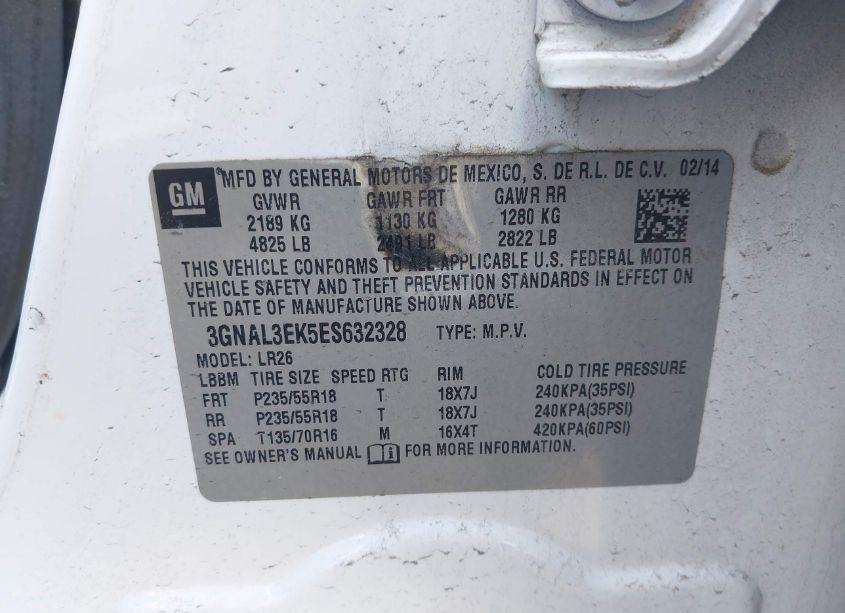 GM
MFD BY GENERAL MOTORS DE MEXICO, S. DE R.L. DE C.V. 02/14
GVWR GAWR FRT GAWR RR
2189 KG 1130 KG 1280 KG
4825 LB 2491 LB 2822 LB
THIS VEHICLE CONFORMS TO ALL APPLICABLE U.S. FEDERAL MOTOR
VEHICLE SAFETY AND THEFT PREVENTION STANDARDS IN EFFECT ON
THE DATE OF MANUFACTURE SHOWN ABOVE.
3GNAL3EK5ES632328 TYPE: M.P.V.
MODEL: LR26
LBBM TIRE SIZE SPEED RTG RIM COLD TIRE PRESSURE
FRT P235/55R18 T 18X7J 240KPA(35PSI)
RR P235/55R18 T 18X7J 240KPA(35PSI)
SPA T135/70R16 M 16X4T 420KPA(60PSI)
SEE OWNER'S MANUAL FOR MORE INFORMATION.